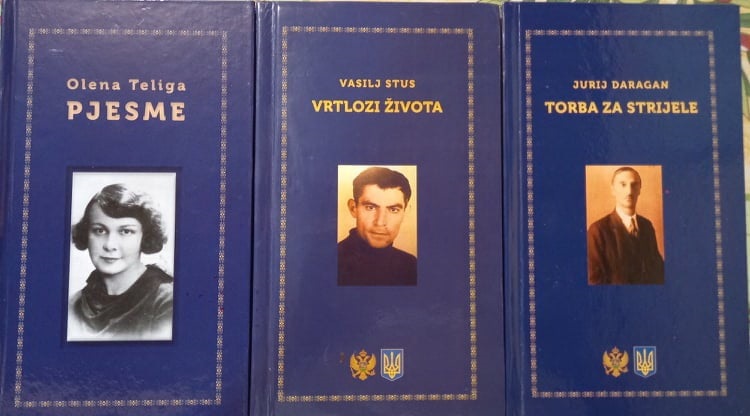 Olena Teliga
PJESME
VASILJ STUS
VRTLOZI ŽIVOTA
JURIJ DARAGAN
TORBA ZA STRIJELE